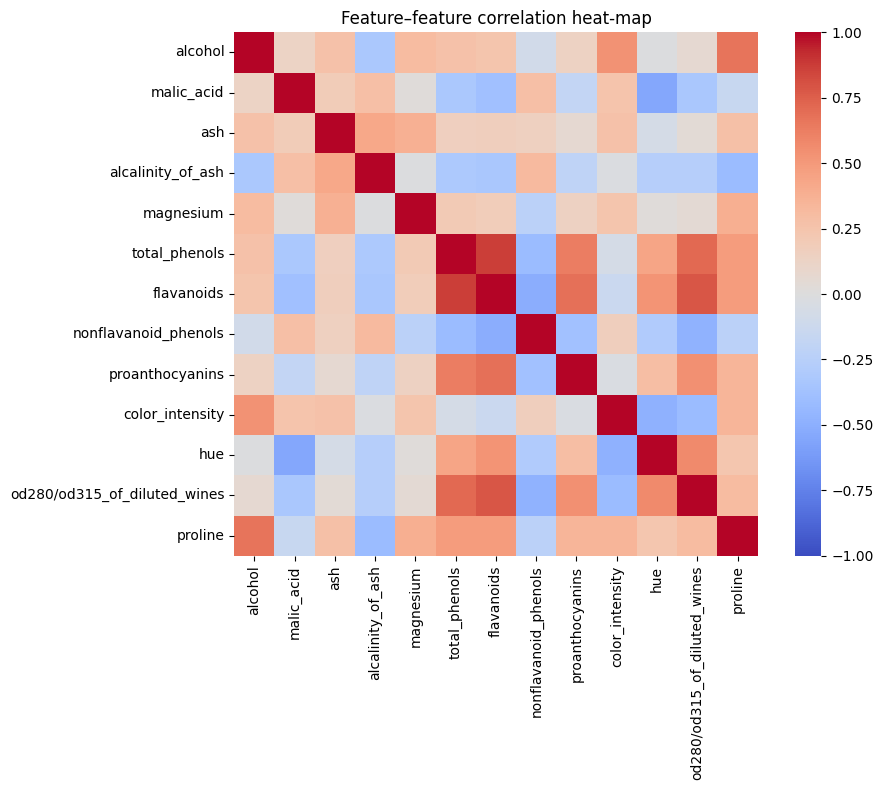 Feature–feature correlation heat-map
alcohol
malic_acid
ash
alcalinity_of_ash
magnesium
total_phenols
flavanoids
nonflavanoid_phenols
proanthocyanins
color_intensity
hue
od280/od315_of_diluted_wines
proline
alcohol
malic_acid
ash
alcalinity_of_ash
magnesium
total_phenols
flavanoids
nonflavanoid_phenols
proanthocyanins
color_intensity
hue
od280/od315_of_diluted_wines
proline
1.00
0.75
0.50
0.25
0.00
−0.25
−0.50
−0.75
−1.00